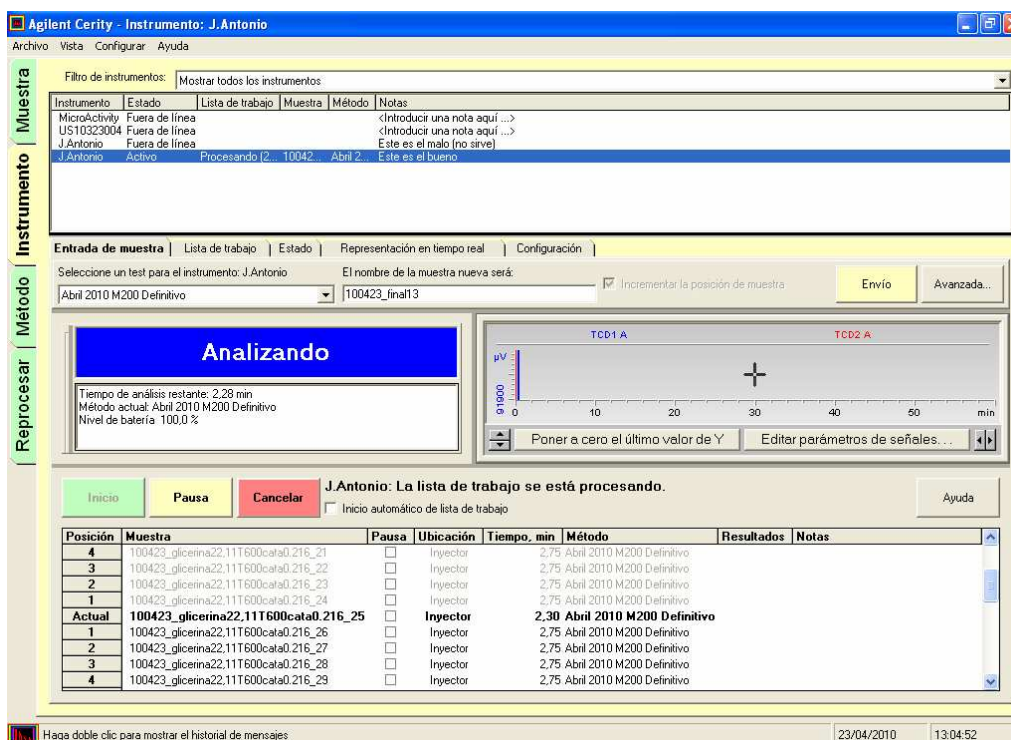 Agilent Cerity - Instrumento: J.Antonio
Archivo Vista Configurar Ayuda
Muestra
Instrumento
Método
Reprocesar
Filtro de instrumentos: Mostrar todos los instrumentos
Instrumento Estado Lista de trabajo Muestra Método Notas
MicroActivity Fuera de línea <Introducir una nota aquí ...>
US10323004 Fuera de línea <Introducir una nota aquí ...>
J.Antonio Fuera de línea Este es el malo (no sirve)
J.Antonio Activo Procesando (2... 10042... Abril 2... Este es el bueno
Entrada de muestra Lista de trabajo Estado Representación en tiempo real Configuración
Seleccione un test para el instrumento: J.Antonio El nombre de la muestra nueva será:
Abril 2010 M200 Definitivo 100423_final13 Incrementar la posición de muestra Envío Avanzada...
Analizando
Tiempo de análisis restante: 2,28 min
Método actual: Abril 2010 M200 Definitivo
Nivel de batería 100,0 %
TCD1 A TCD2 A
µV
91900
0 10 20 30 40 50 min
Poner a cero el último valor de Y Editar parámetros de señales...
Inicio Pausa Cancelar J.Antonio: La lista de trabajo se está procesando. Ayuda
Inicio automático de lista de trabajo
Posición Muestra Pausa Ubicación Tiempo, min Método Resultados Notas
4 100423_glicerina22,11T600cata0.216_21 Inyector 2,75 Abril 2010 M200 Definitivo
3 100423_glicerina22,11T600cata0.216_22 Inyector 2,75 Abril 2010 M200 Definitivo
2 100423_glicerina22,11T600cata0.216_23 Inyector 2,75 Abril 2010 M200 Definitivo
1 100423_glicerina22,11T600cata0.216_24 Inyector 2,75 Abril 2010 M200 Definitivo
Actual 100423_glicerina22,11T600cata0.216_25 Inyector 2,30 Abril 2010 M200 Definitivo
1 100423_glicerina22,11T600cata0.216_26 Inyector 2,75 Abril 2010 M200 Definitivo
2 100423_glicerina22,11T600cata0.216_27 Inyector 2,75 Abril 2010 M200 Definitivo
3 100423_glicerina22,11T600cata0.216_28 Inyector 2,75 Abril 2010 M200 Definitivo
4 100423_glicerina22,11T600cata0.216_29 Inyector 2,75 Abril 2010 M200 Definitivo
Haga doble clic para mostrar el historial de mensajes 23/04/2010 13:04:52